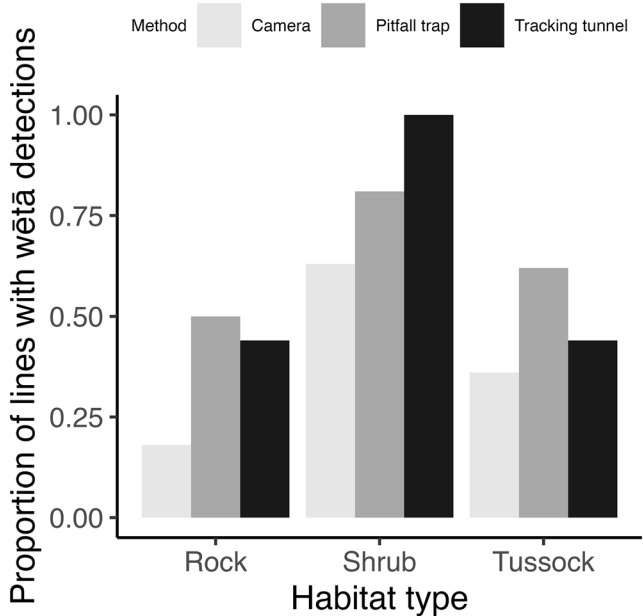 Method Camera Pitfall trap Tracking tunnel
Proportion of lines with wētā detections
1.00
0.75
0.50
0.25
0.00
Rock Shrub Tussock
Habitat type